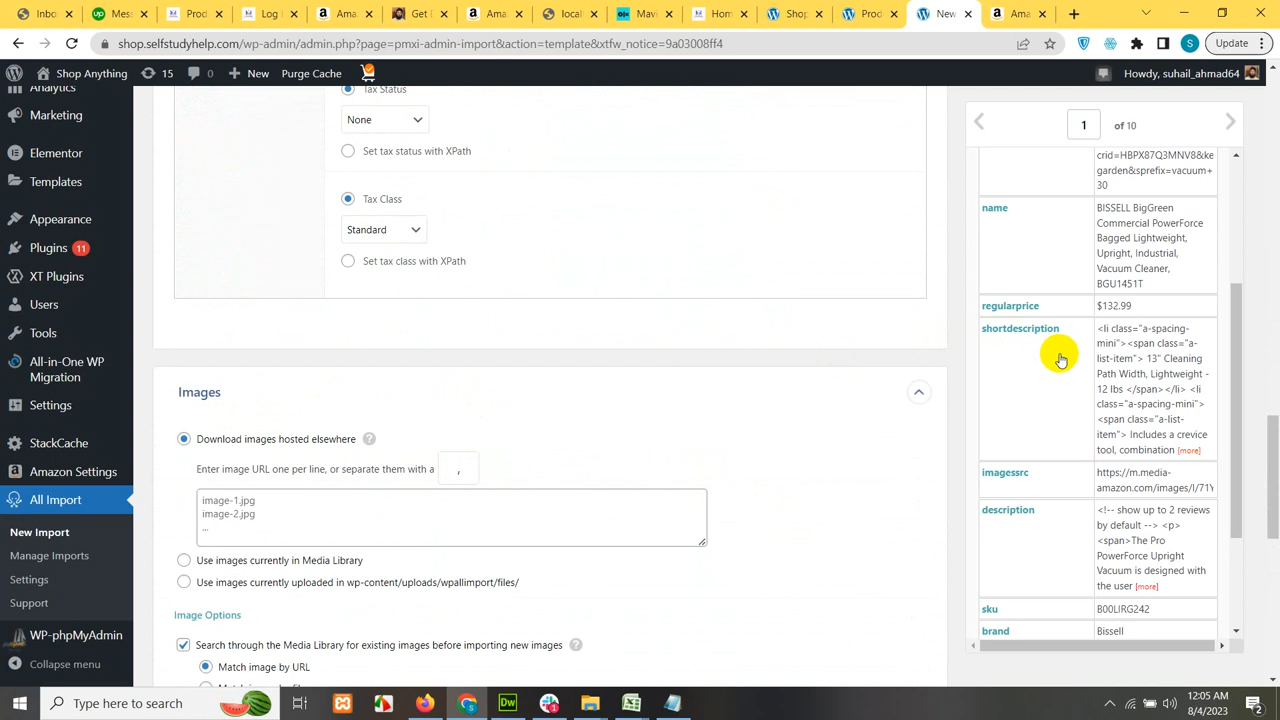 Inbo
Mes
Prod
Log I
Ama
Get I
Ama
locals
Mavi
Hom
Shop
Prod
New
Ama
shop.selfstudyhelp.com/wp-admin/admin.php?page=pmxi-admin-import&action=template&xtfw_notice=9a03008ff4
S
Update
Shop Anything
15
0
New
Purge Cache
Howdy, suhail_ahmad64
Analytics
Marketing
Elementor
Templates
Appearance
Plugins 11
XT Plugins
Users
Tools
All-in-One WP
Migration
Settings
StackCache
Amazon Settings
All Import
New Import
Manage Imports
Settings
Support
WP-phpMyAdmin
Collapse menu
Tax Status
None
Set tax status with XPath
Tax Class
Standard
Set tax class with XPath
Images
Download images hosted elsewhere ?
Enter image URL one per line, or separate them with a ,
image-1.jpg
image-2.jpg
...
Use images currently in Media Library
Use images currently uploaded in wp-content/uploads/wpallimport/files/
Image Options
Search through the Media Library for existing images before importing new images ?
Match image by URL
1 of 10
crid=HBPX87Q3MNV8&ke
garden&sprefix=vacuum+
30
name
BISSELL BigGreen
Commercial PowerForce
Bagged Lightweight,
Upright, Industrial,
Vacuum Cleaner,
BGU1451T
regularprice
$132.99
shortdescription
<li class="a-spacing-
mini"><span class="a-
list-item"> 13" Cleaning
Path Width, Lightweight -
12 lbs </span></li> <li
class="a-spacing-mini">
<span class="a-list-
item"> Includes a crevice
tool, combination [more]
imagessrc
https://m.media-
amazon.com/images/I/71Y
description
<!-- show up to 2 reviews
by default --> <p>
<span>The Pro
PowerForce Upright
Vacuum is designed with
the user [more]
sku
B00LIRG242
brand
Bissell
Type here to search
12:05 AM
8/4/2023
2